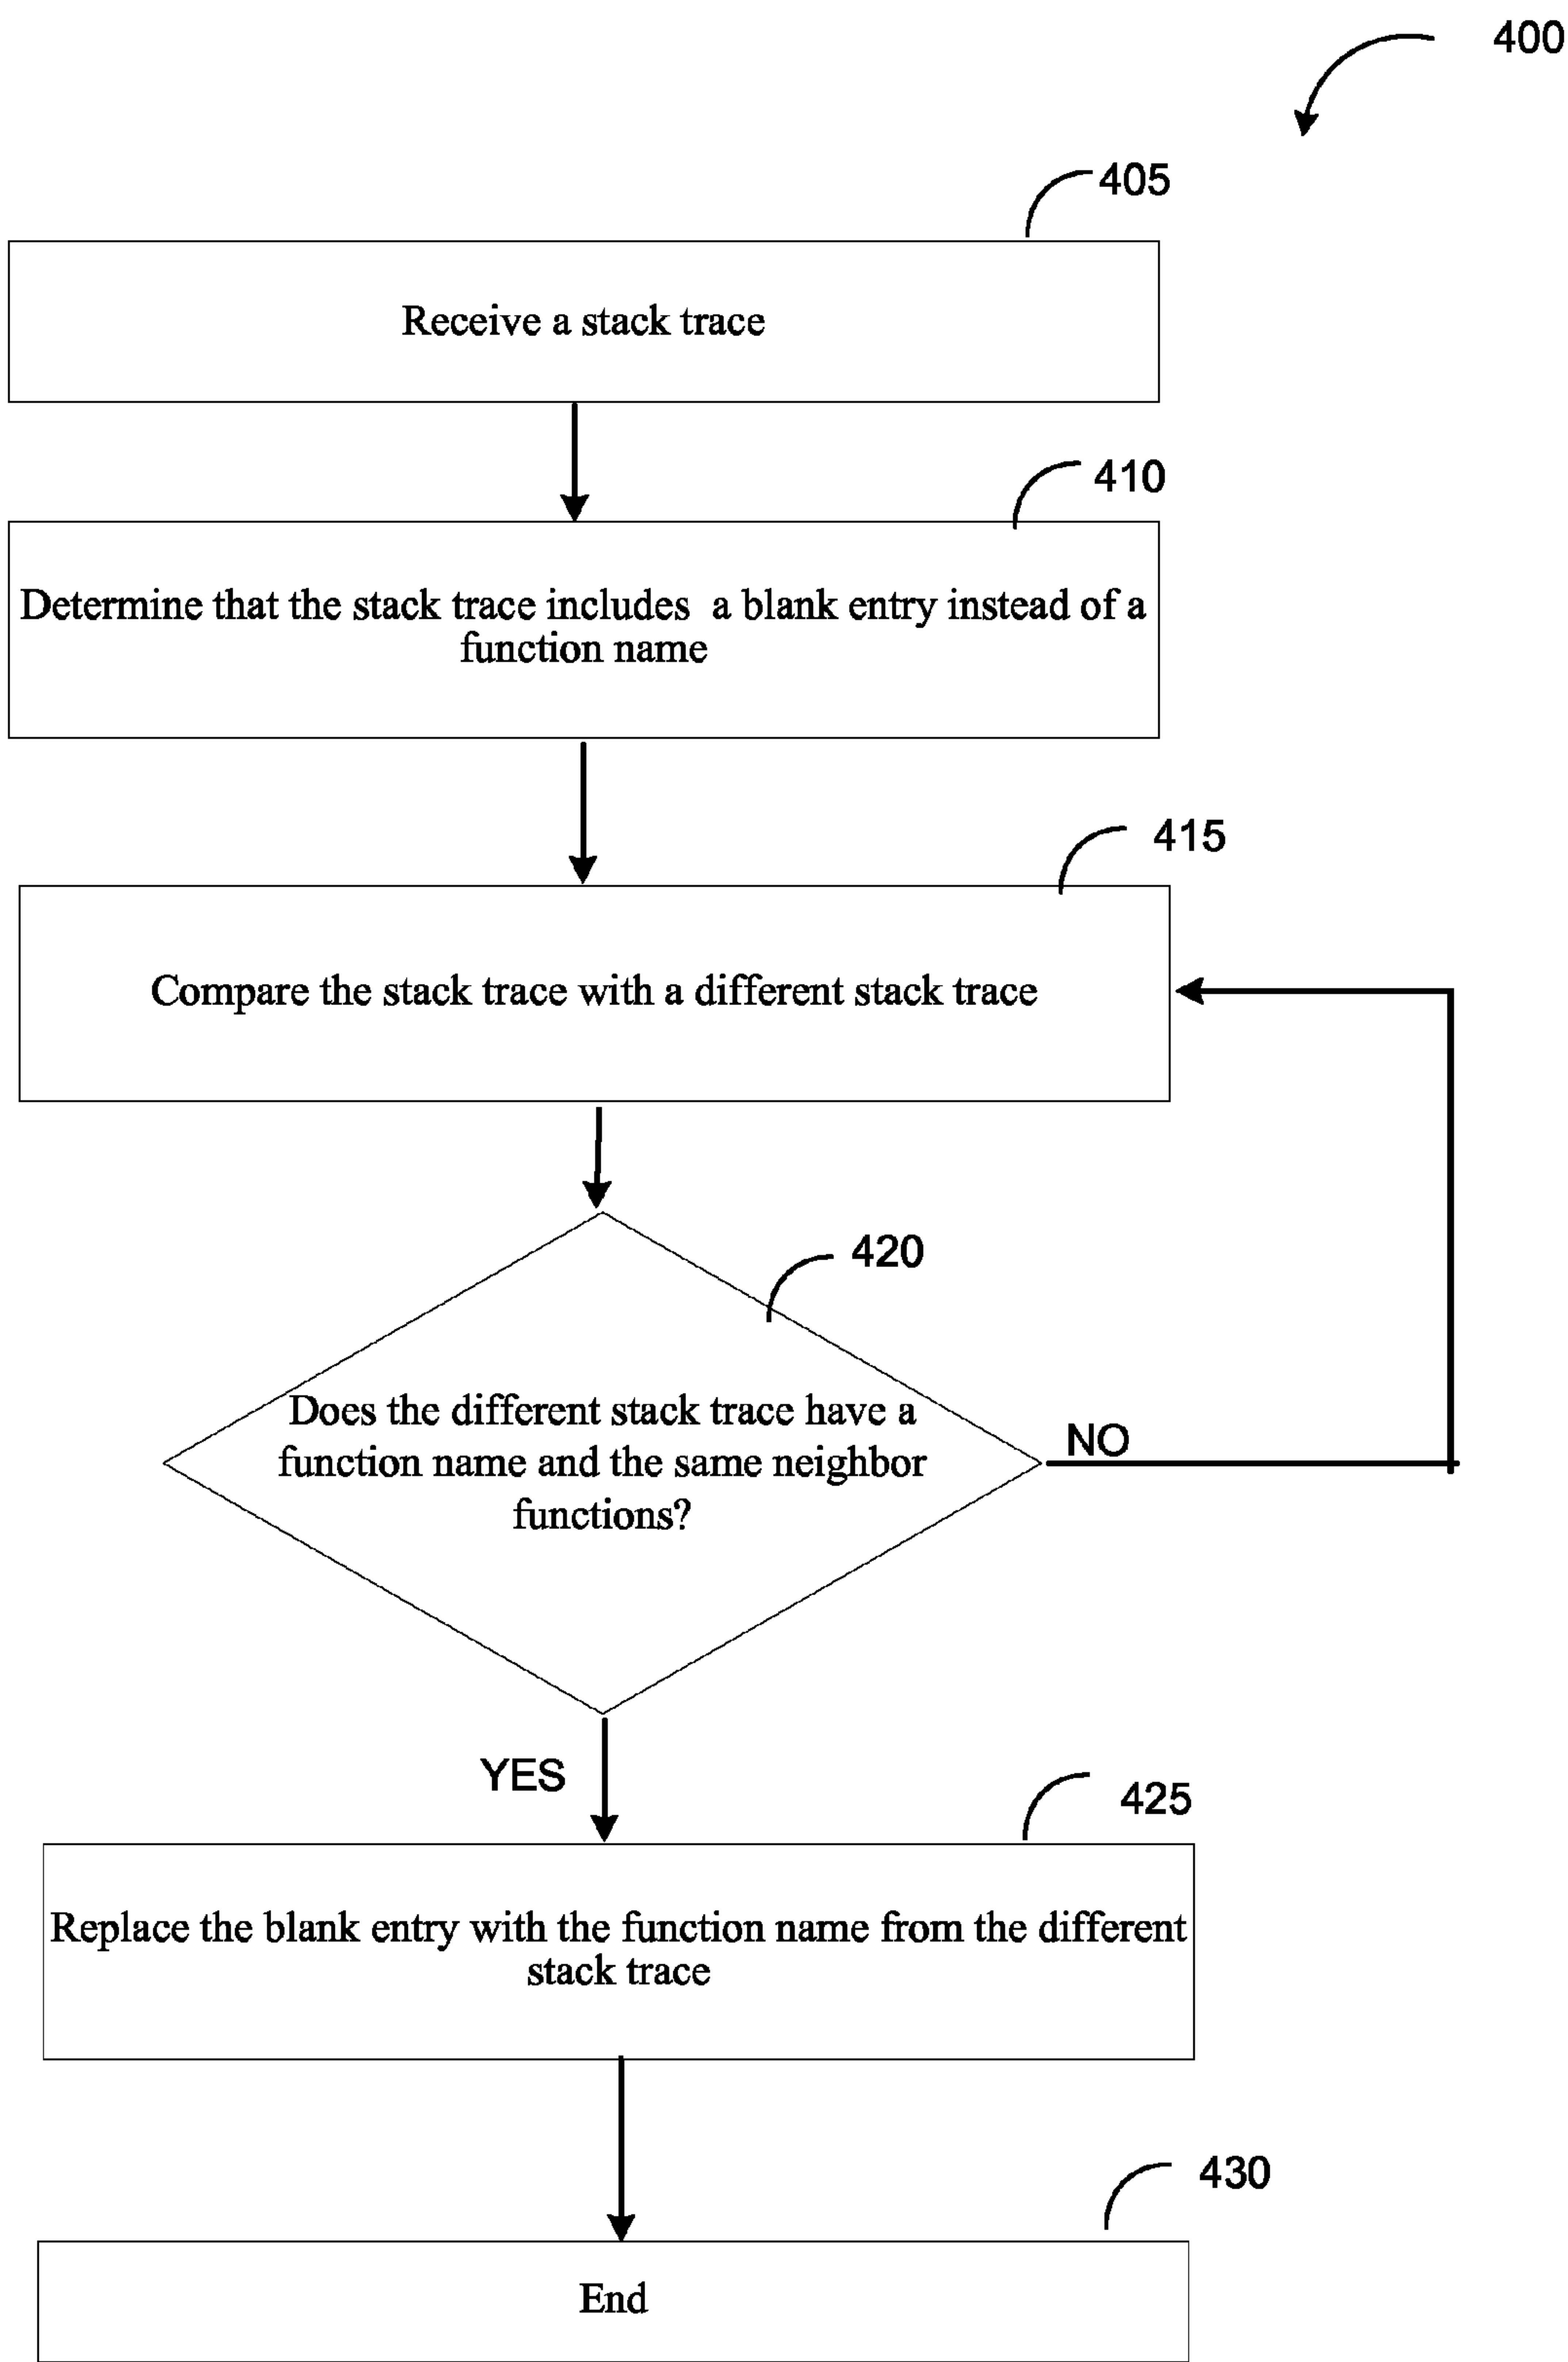 400
405
Receive a stack trace
410
Determine that the stack trace includes a blank entry instead of a
function name
415
Compare the stack trace with a different stack trace
420
Does the different stack trace have a
function name and the same neighbor
functions?
NO
YES
425
Replace the blank entry with the function name from the different
stack trace
430
End